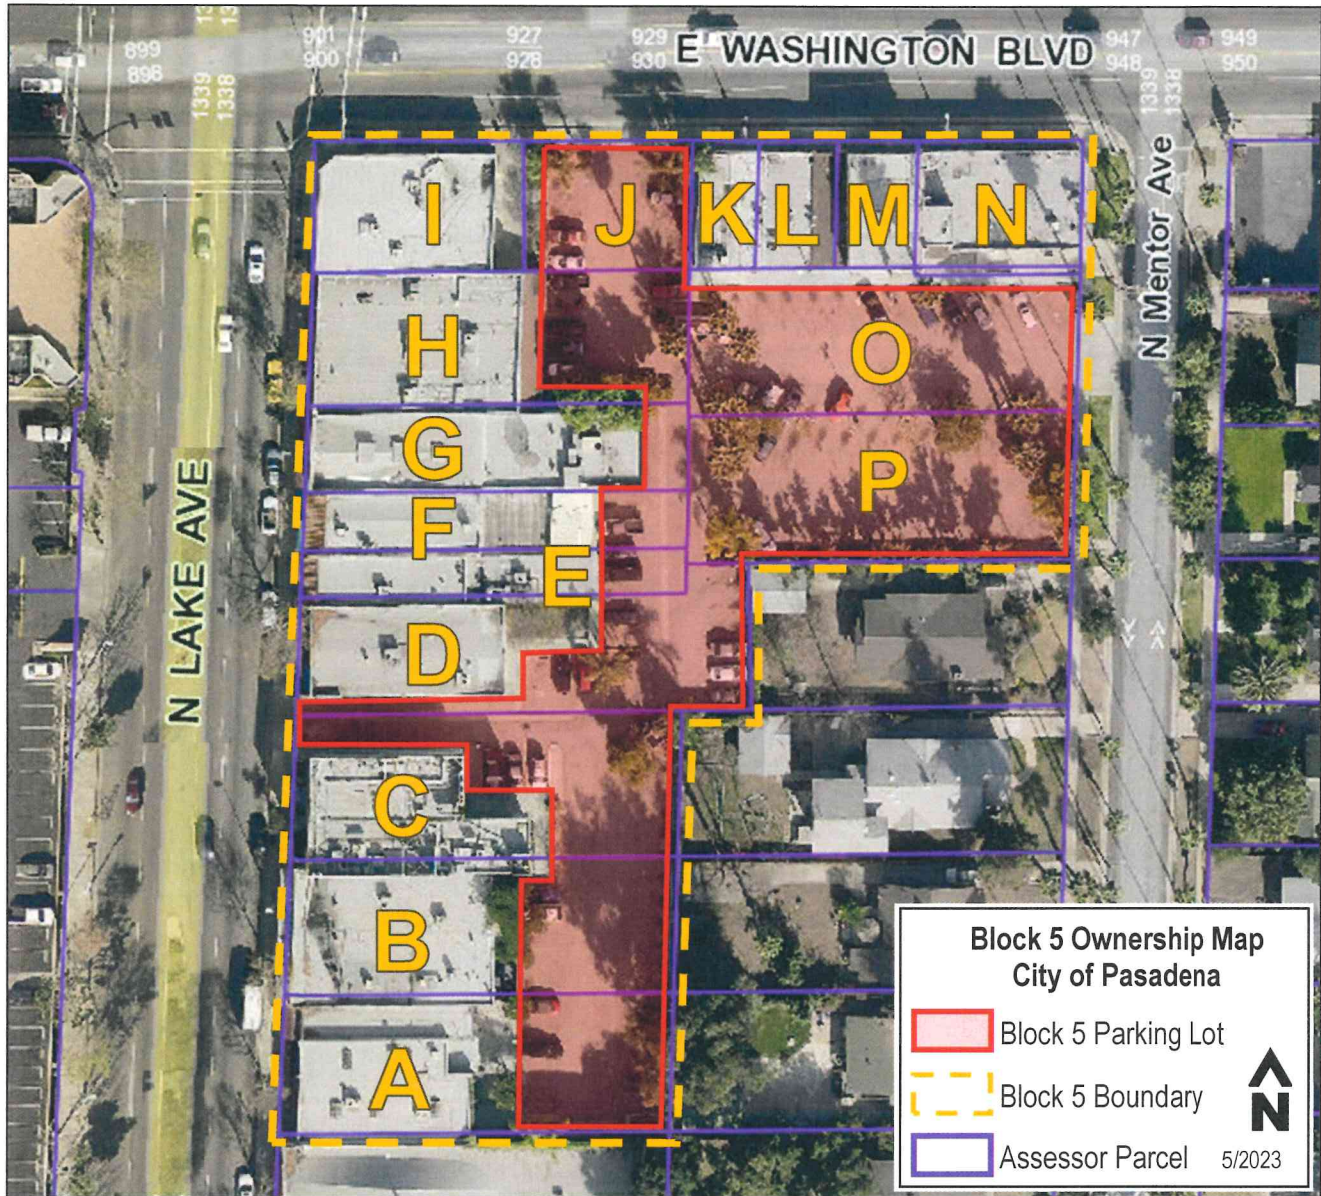 13
13
901
900
927
928
929
930
E WASHINGTON BLVD
947
948
949
950
899
898
1339
1338
1339
1338
N Mentor Ave
I
J
K
L
M
N
H
O
G
P
F
E
D
N LAKE AVE
C
B
A
Block 5 Ownership Map
City of Pasadena
Block 5 Parking Lot
Block 5 Boundary
Assessor Parcel
N
5/2023